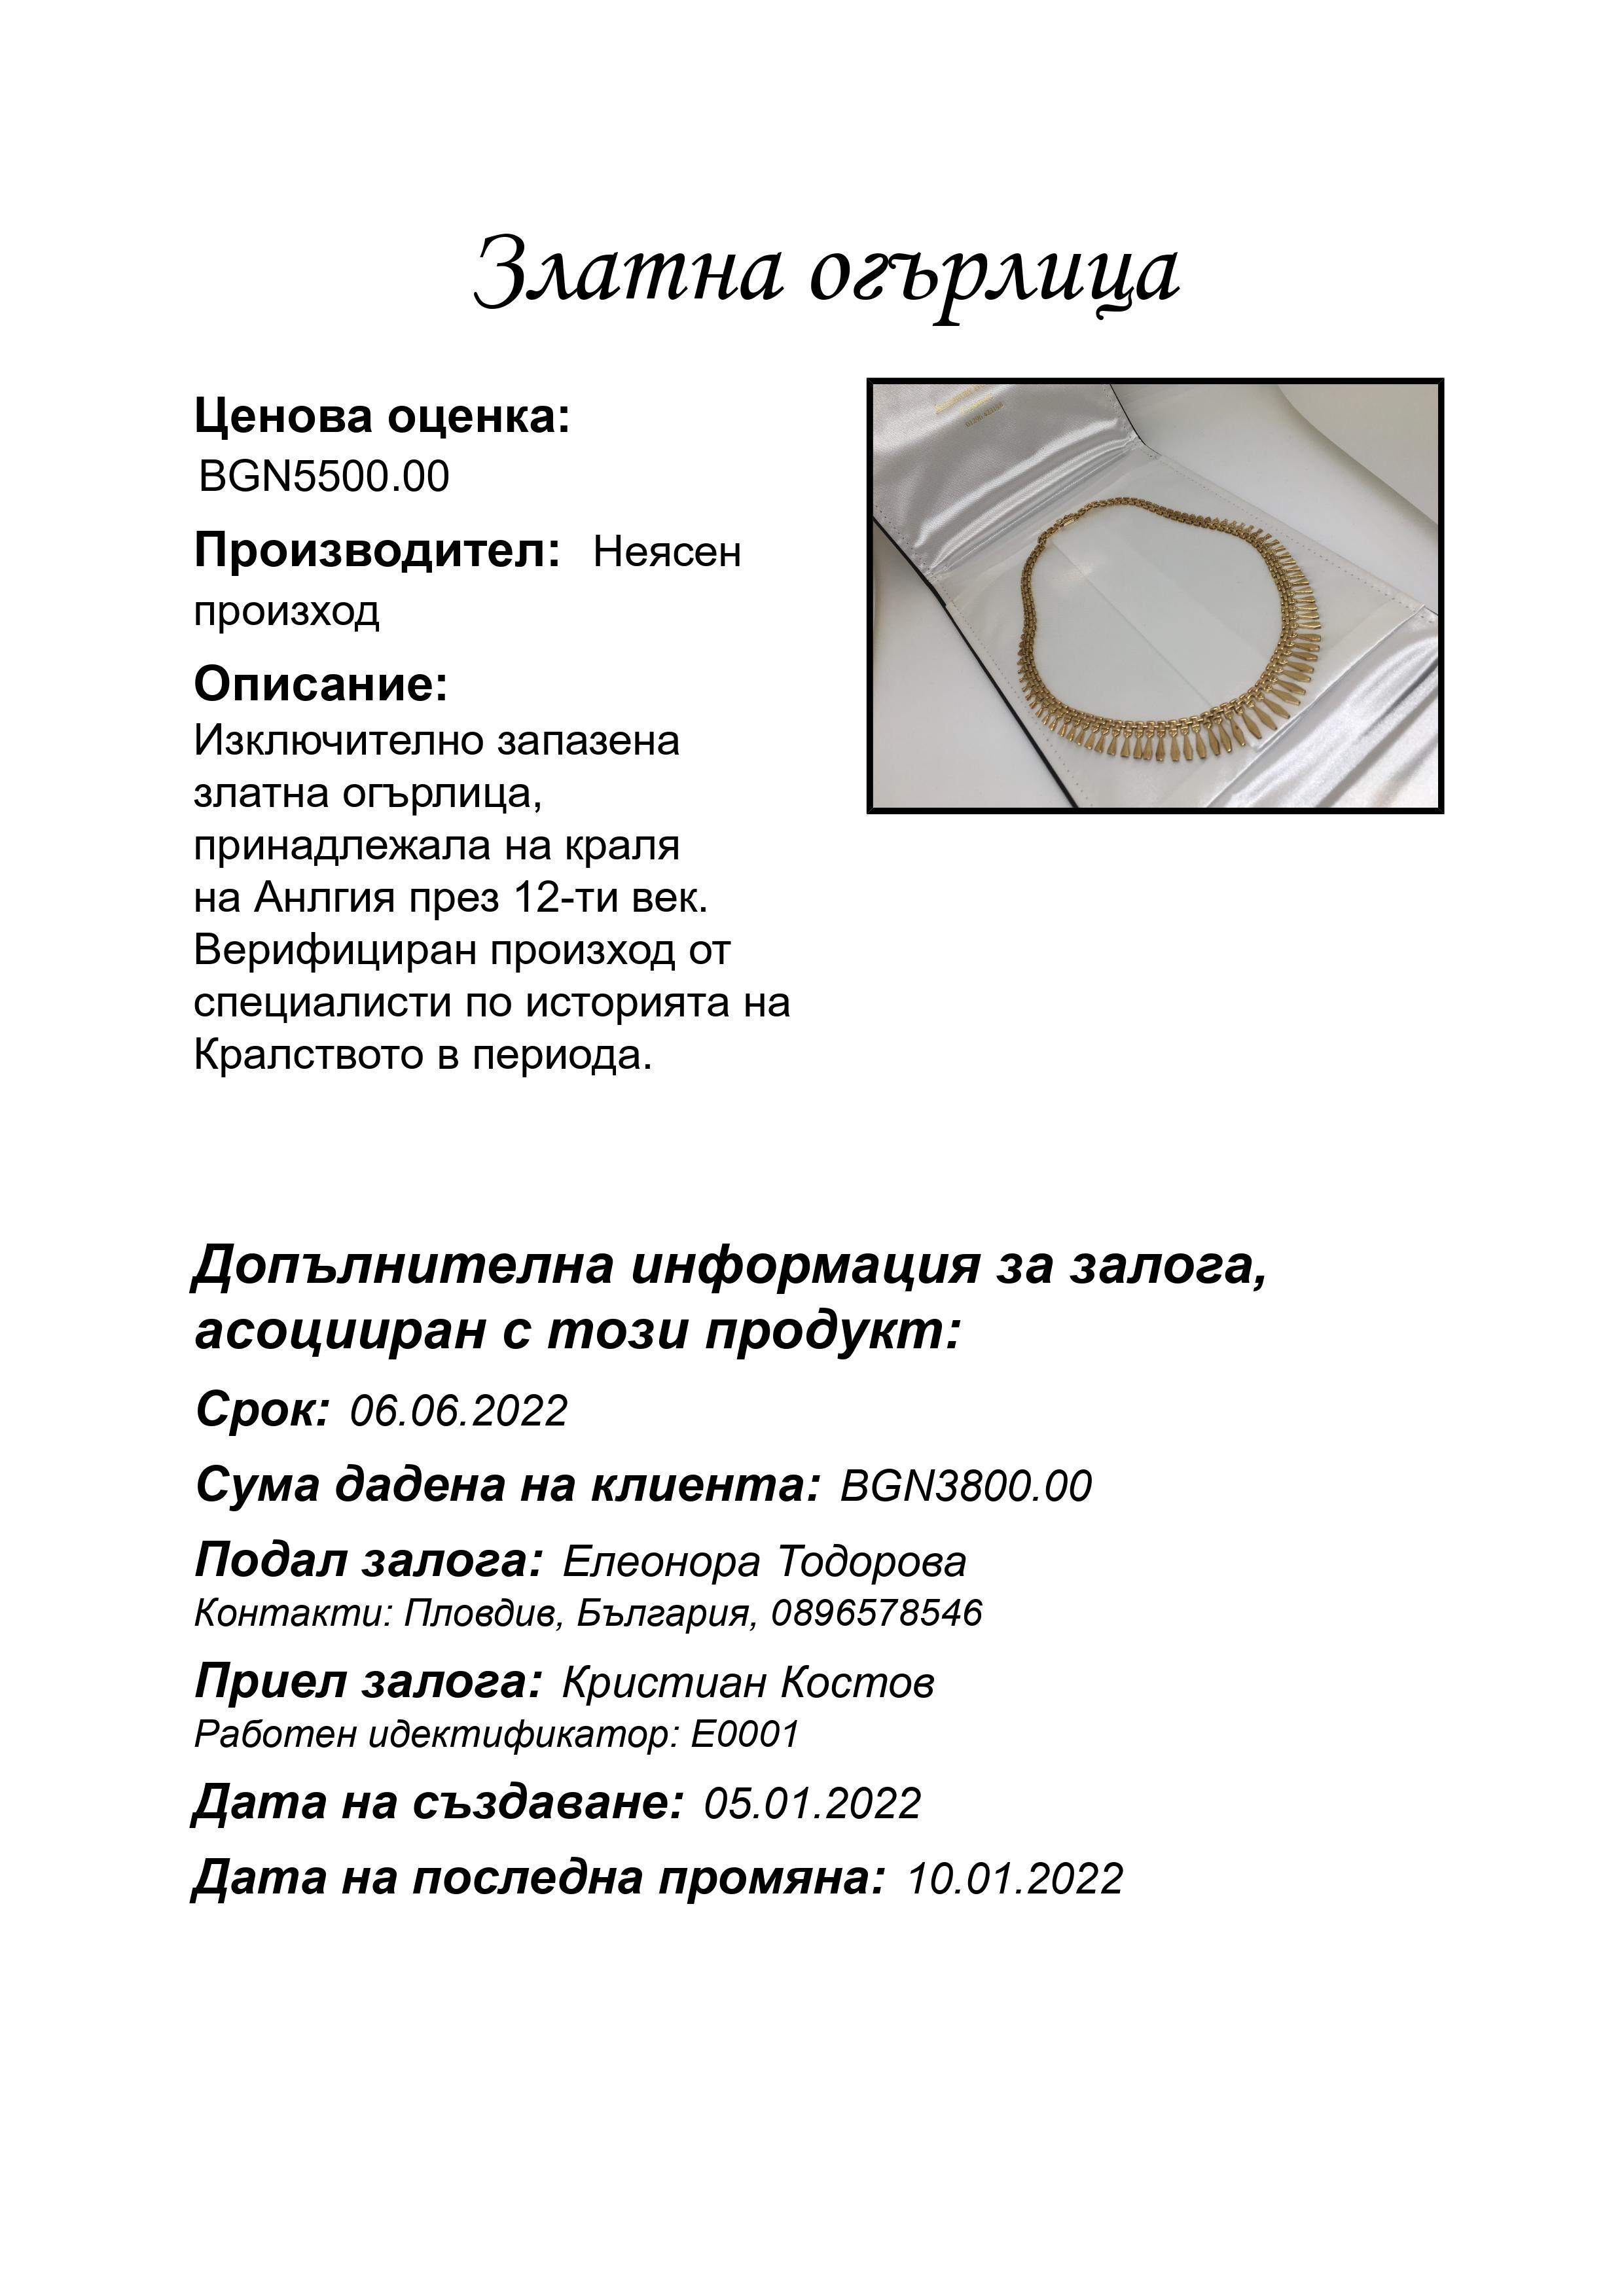 Златна огърлица
Ценова оценка:
BGN5500.00
Производител: Неясен
произход
Описание:
Изключително запазена
златна огърлица,
принадлежала на краля
на Анлгия през 12-ти век.
Верифициран произход от
специалисти по историята на
Кралството в периода.
Допълнителна информация за залога,
асоцииран с този продукт:
Срок: 06.06.2022
Сума дадена на клиента: BGN3800.00
Подал залога: Елеонора Тодорова
Контакти: Пловдив, България, 0896578546
Приел залога: Кристиан Костов
Работен идектификатор: E0001
Дата на създаване: 05.01.2022
Дата на последна промяна: 10.01.2022